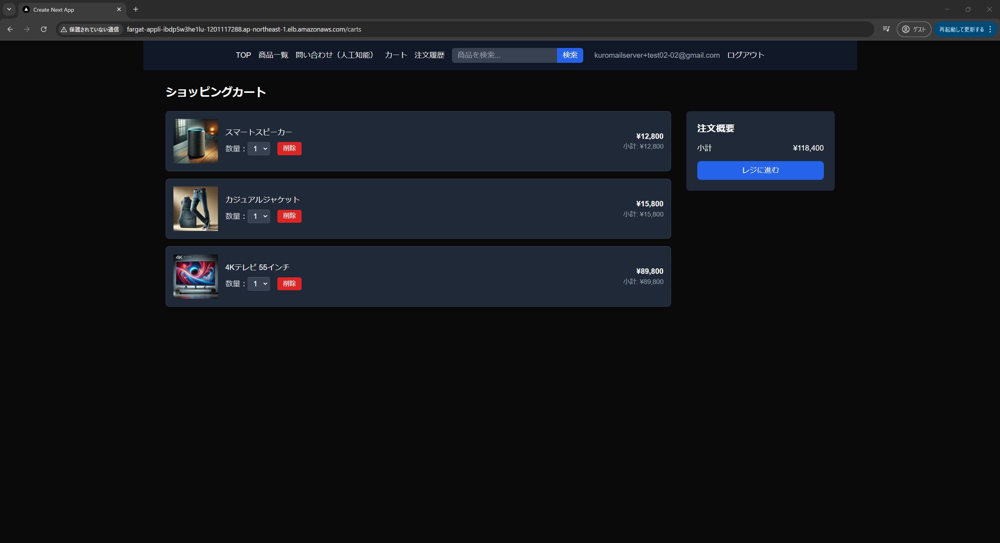 Create Next App
保護されていない通信
fargat-appli-ibdp5w3he1lu-1201117288.ap-northeast-1.elb.amazonaws.com/carts
ゲスト
再起動して更新する
TOP 商品一覧 問い合わせ（人工知能） カート 注文履歴 商品を検索... 検索 kuromailserver+test02-02@gmail.com ログアウト
ショッピングカート
スマートスピーカー
数量： 1 削除
¥12,800
小計: ¥12,800
カジュアルジャケット
数量： 1 削除
¥15,800
小計: ¥15,800
4K 55 inches
4Kテレビ 55インチ
数量： 1 削除
¥89,800
小計: ¥89,800
注文概要
小計 ¥118,400
レジに進む